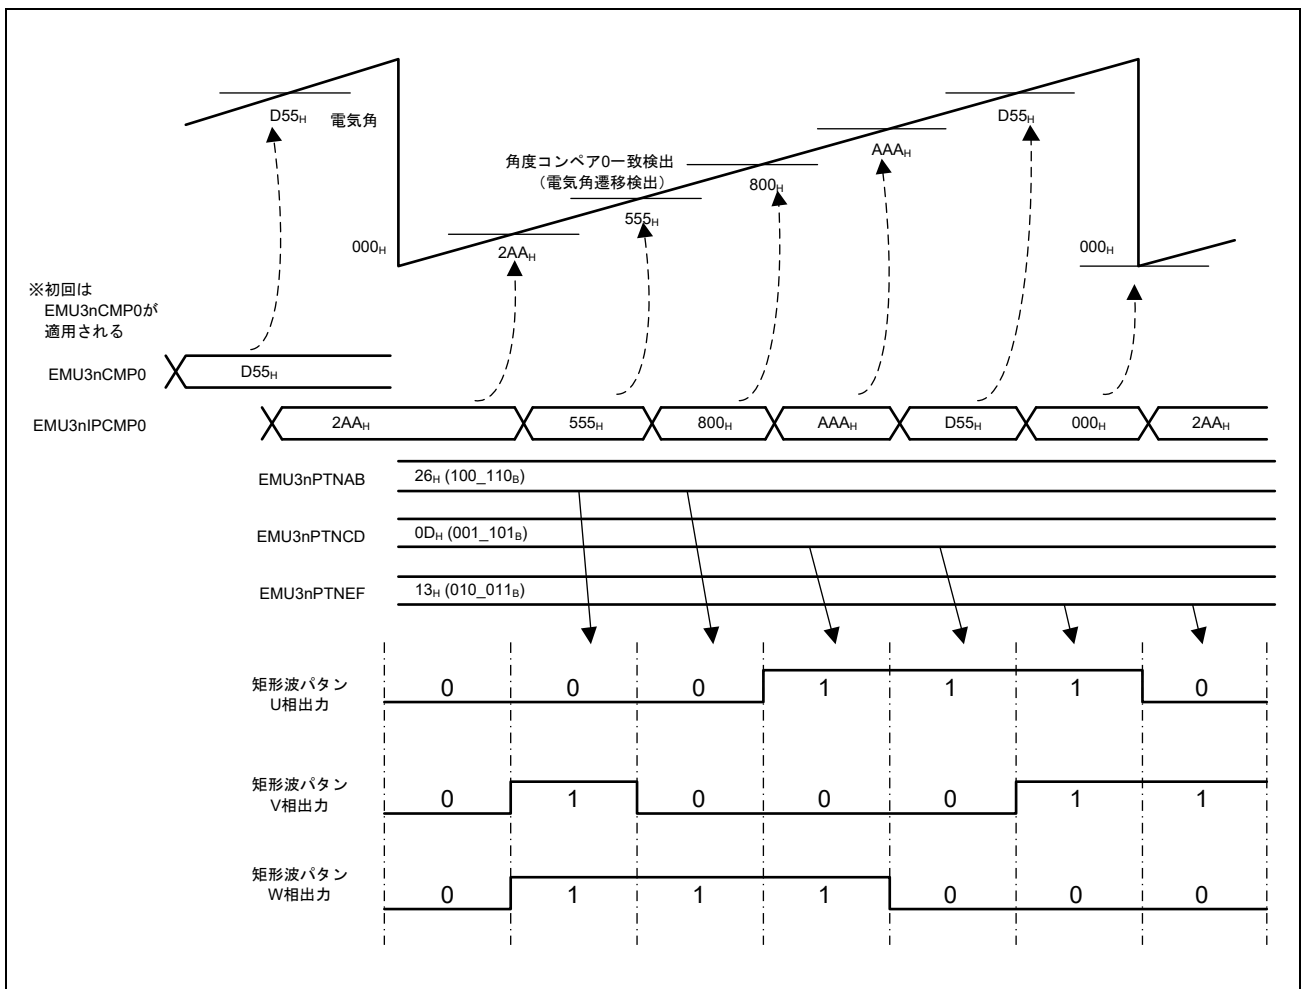 D55H
電気角
D55H
AAAH
角度コンペア0一致検出
（電気角遷移検出）
800H
555H
000H
2AAH
000H
※初回は
EMU3nCMP0が
適用される
EMU3nCMP0
D55H
EMU3nIPCMP0
2AAH
555H
800H
AAAH
D55H
000H
2AAH
EMU3nPTNAB
26H (100_110B)
EMU3nPTNCD
0DH (001_101B)
EMU3nPTNEF
13H (010_011B)
矩形波パタン
U相出力
0
0
0
1
1
1
0
矩形波パタン
V相出力
0
1
0
0
0
1
1
矩形波パタン
W相出力
0
1
1
1
0
0
0